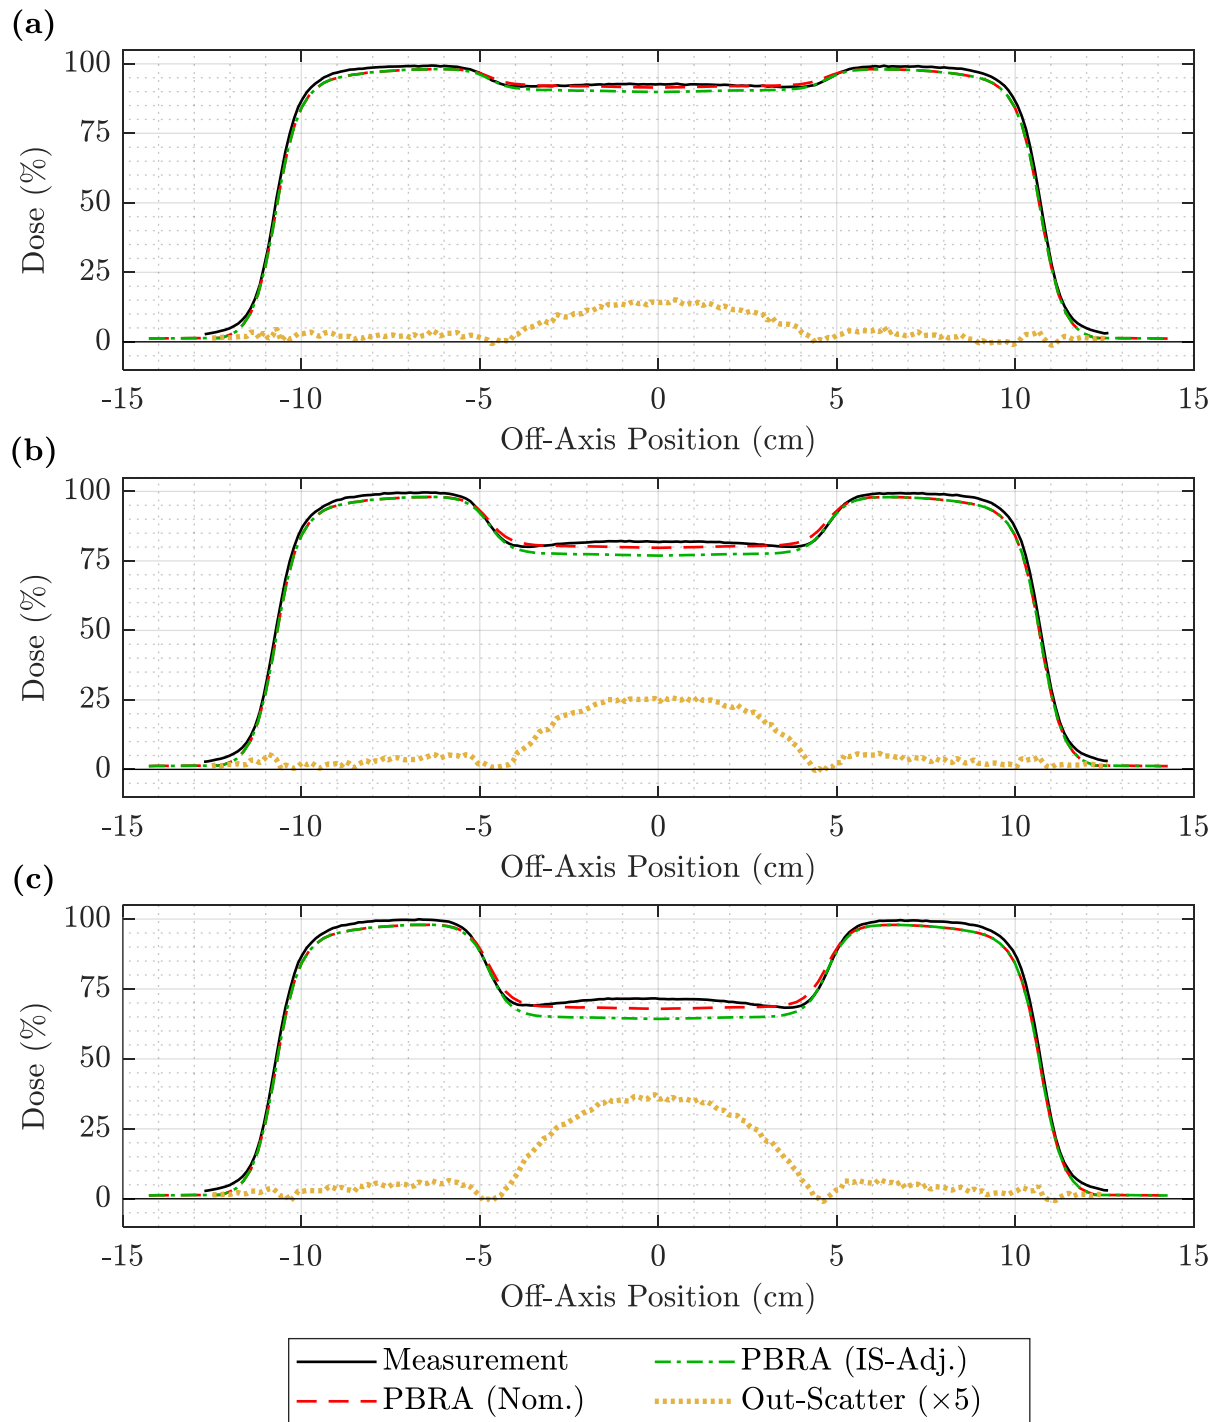 (a)
100
75
50
25
0
Dose (%)
-15 -10 -5 0 5 10 15
Off-Axis Position (cm)
(b)
100
75
50
25
0
Dose (%)
-15 -10 -5 0 5 10 15
Off-Axis Position (cm)
(c)
100
75
50
25
0
Dose (%)
-15 -10 -5 0 5 10 15
Off-Axis Position (cm)
Measurement PBRA (IS-Adj.)
PBRA (Nom.) Out-Scatter (×5)